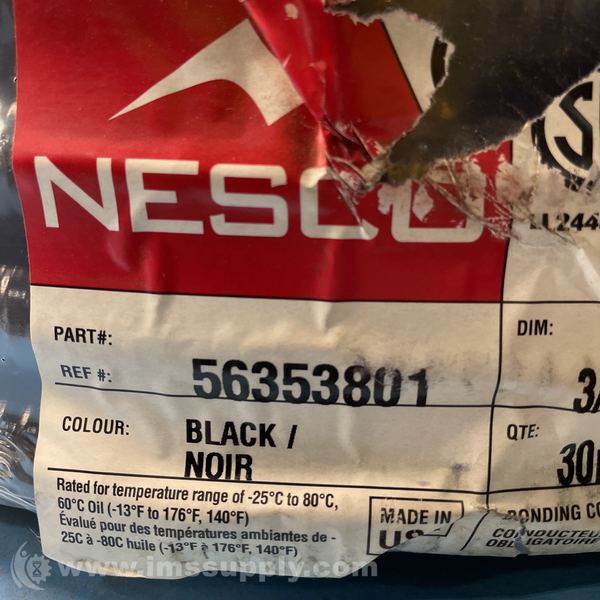 NESCO
LL244
PART#:
REF #: 56353801
DIM:
COLOUR: BLACK /
NOIR
QTE:
Rated for temperature range of -25°C to 80°C,
60°C Oil (-13°F to 176°F, 140°F)
Évalué pour des températures ambiantes de -
25C à -80C huile (-13°F à 176°F, 140°F)
MADE IN
www.imssupply.com